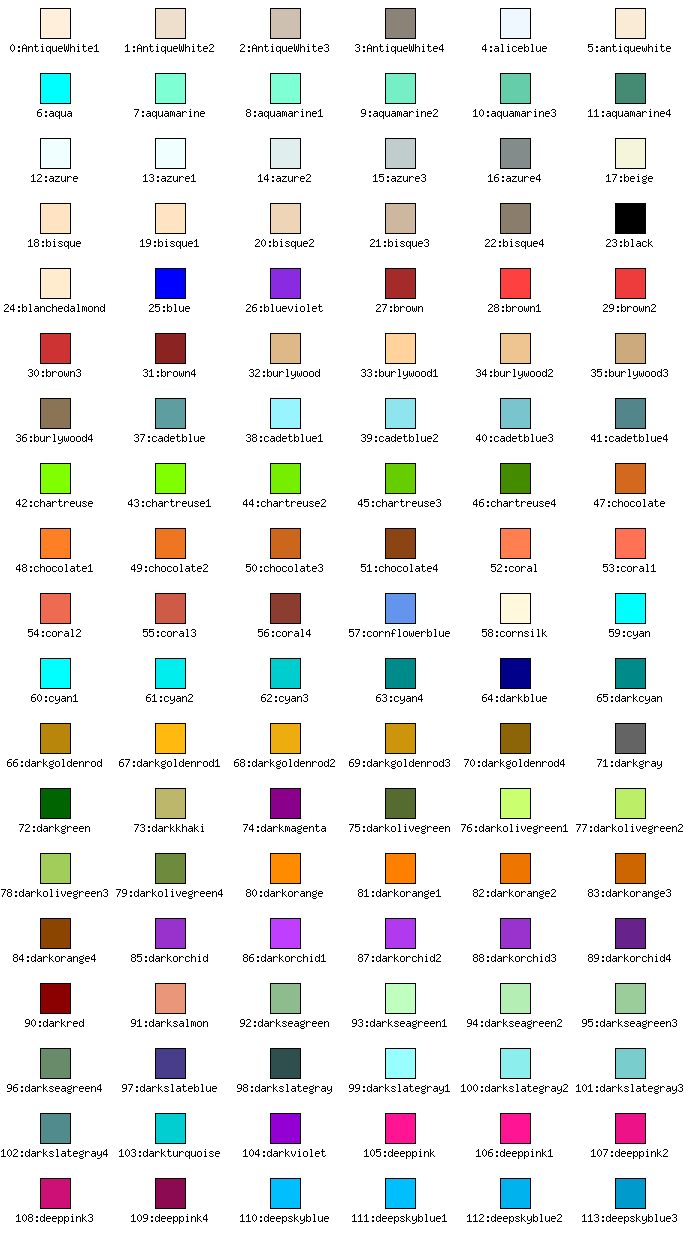 0:AntiqueWhite1 1:AntiqueWhite2 2:AntiqueWhite3 3:AntiqueWhite4 4:aliceblue 5:antiquewhite
6:aqua 7:aquamarine 8:aquamarine1 9:aquamarine2 10:aquamarine3 11:aquamarine4
12:azure 13:azure1 14:azure2 15:azure3 16:azure4 17:beige
18:bisque 19:bisque1 20:bisque2 21:bisque3 22:bisque4 23:black
24:blanchedalmond 25:blue 26:blueviolet 27:brown 28:brown1 29:brown2
30:brown3 31:brown4 32:burlywood 33:burlywood1 34:burlywood2 35:burlywood3
36:burlywood4 37:cadetblue 38:cadetblue1 39:cadetblue2 40:cadetblue3 41:cadetblue4
42:chartreuse 43:chartreuse1 44:chartreuse2 45:chartreuse3 46:chartreuse4 47:chocolate
48:chocolate1 49:chocolate2 50:chocolate3 51:chocolate4 52:coral 53:coral1
54:coral2 55:coral3 56:coral4 57:cornflowerblue 58:cornsilk 59:cyan
60:cyan1 61:cyan2 62:cyan3 63:cyan4 64:darkblue 65:darkcyan
66:darkgoldenrod 67:darkgoldenrod1 68:darkgoldenrod2 69:darkgoldenrod3 70:darkgoldenrod4 71:darkgray
72:darkgreen 73:darkkhaki 74:darkmagenta 75:darkolivegreen 76:darkolivegreen1 77:darkolivegreen2
78:darkolivegreen3 79:darkolivegreen4 80:darkorange 81:darkorange1 82:darkorange2 83:darkorange3
84:darkorange4 85:darkorchid 86:darkorchid1 87:darkorchid2 88:darkorchid3 89:darkorchid4
90:darkred 91:darksalmon 92:darkseagreen 93:darkseagreen1 94:darkseagreen2 95:darkseagreen3
96:darkseagreen4 97:darkslateblue 98:darkslategray 99:darkslategray1 100:darkslategray2 101:darkslategray3
102:darkslategray4 103:darkturquoise 104:darkviolet 105:deeppink 106:deeppink1 107:deeppink2
108:deeppink3 109:deeppink4 110:deepskyblue 111:deepskyblue1 112:deepskyblue2 113:deepskyblue3